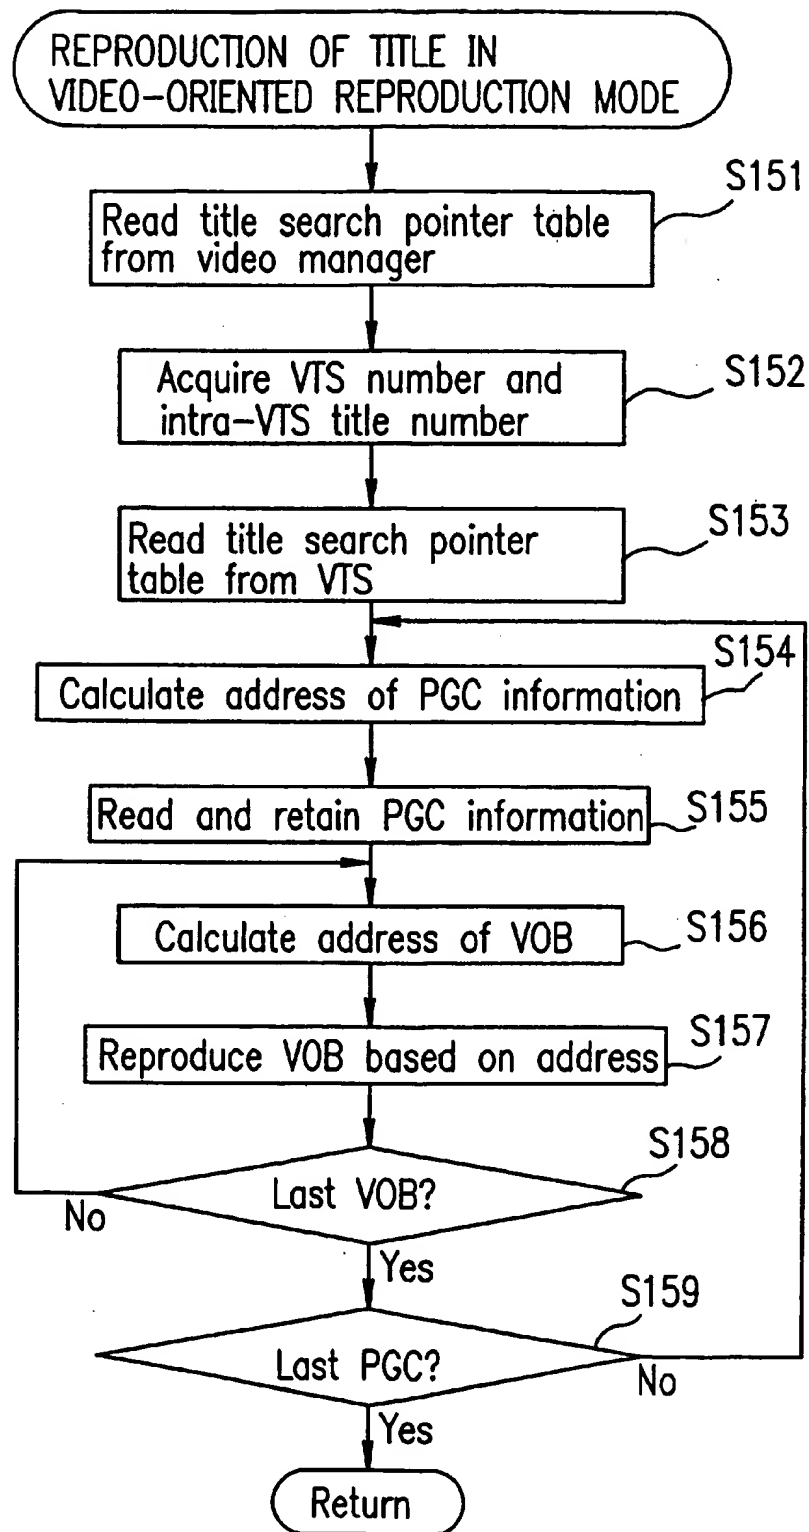 REPRODUCTION OF TITLE IN
VIDEO-ORIENTED REPRODUCTION MODE
S151
Read title search pointer table
from video manager
S152
Acquire VTS number and
intra-VTS title number
S153
Read title search pointer
table from VTS
S154
Calculate address of PGC information
Read and retain PGC information
S155
Calculate address of VOB
S156
Reproduce VOB based on address
S157
S158
Last VOB?
No
Yes
S159
Last PGC?
No
Yes
Return